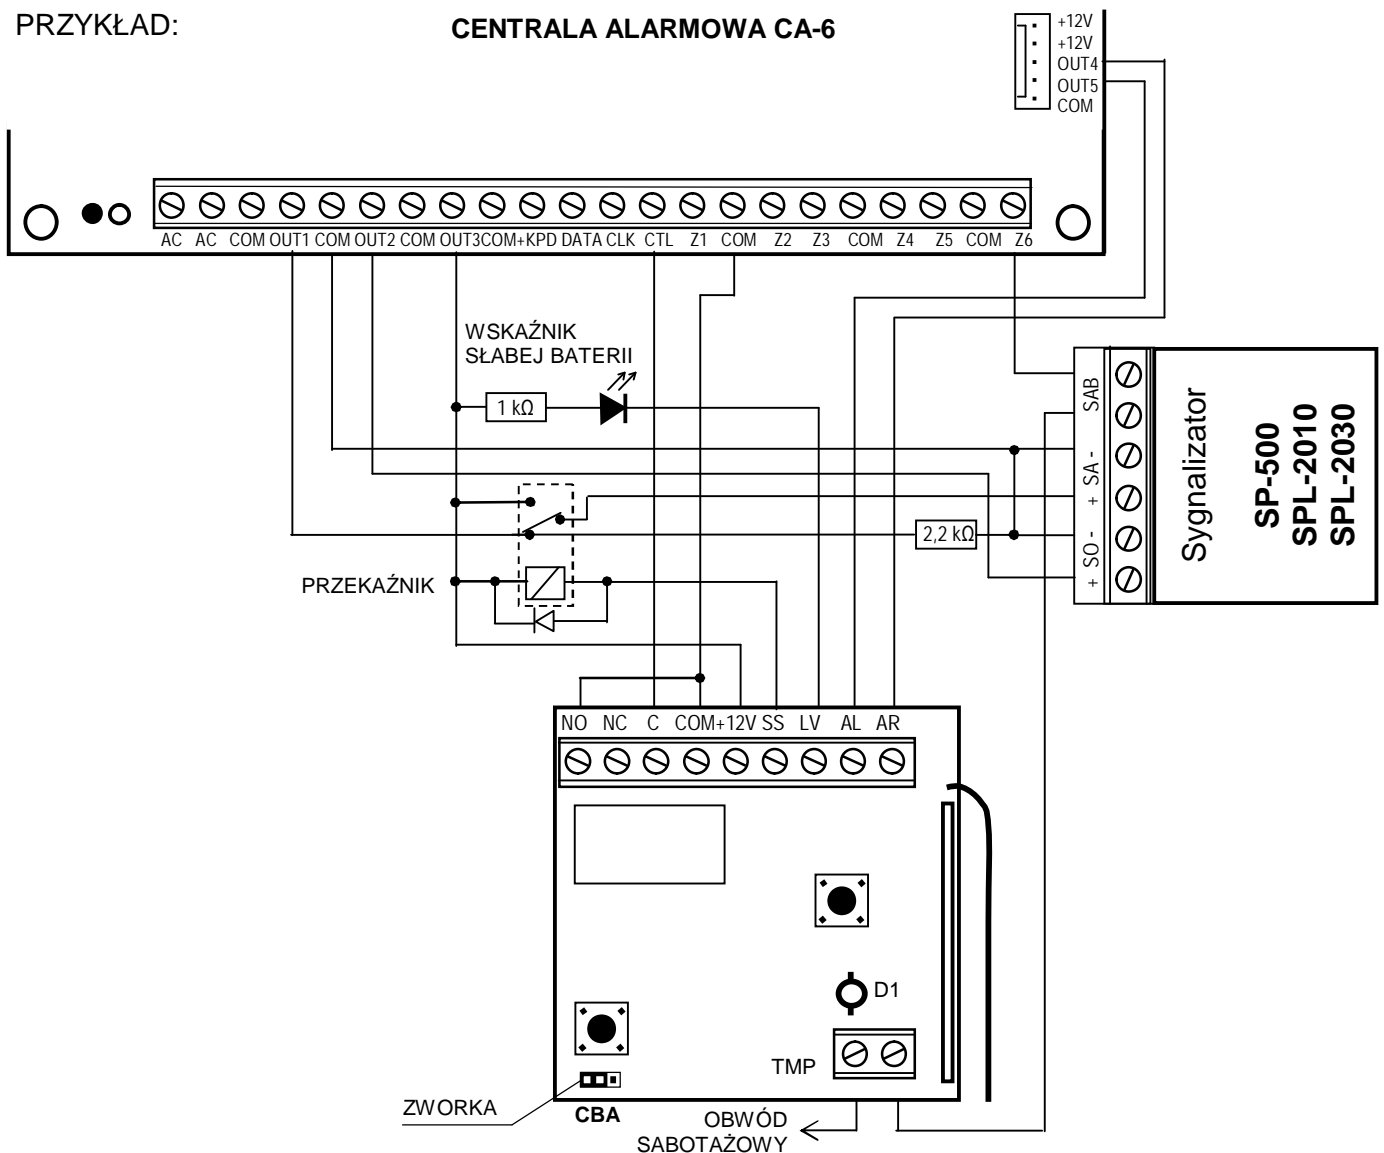 PRZYKŁAD:
CENTRALA ALARMOWA CA-6
+12V
+12V
OUT4
OUT5
COM
AC AC COM OUT1 COM OUT2 COM OUT3 COM +KPD DATA CLK CTL Z1 COM Z2 Z3 COM Z4 Z5 COM Z6
WSKAŹNIK
SŁABEJ BATERII
1 kΩ
2,2 kΩ
PRZEKAŹNIK
SAB
+ SA -
+ SO -
Sygnalizator
SP-500
SPL-2010
SPL-2030
NO NC C COM +12V SS LV AL AR
D1
TMP
ZWORKA
CBA
OBWÓD
SABOTAŻOWY